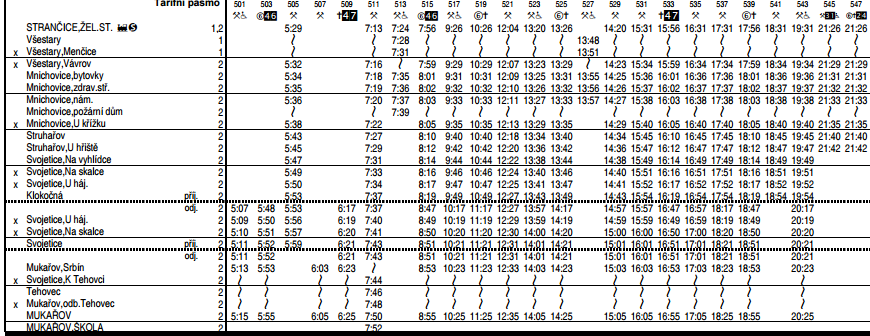 Tarifní pásmo 501 503 505 507 509 511 513 515 517 519 521 523 525 527 529 531 533 535 537 539 541 543 545 547
46 47 46 47 31 24
STRANČICE,ŽEL.ST. S 1,2 5:29 7:13 7:24 7:56 9:26 10:26 12:04 13:20 13:26 14:20 15:31 15:56 16:31 17:31 17:56 18:31 19:31 21:26 21:26
Všestary 1 7:28 13:48
x Všestary,Menčice 1 7:31 13:51
x Všestary,Vávrov 2 5:32 7:16 7:59 9:29 10:29 12:07 13:23 13:29 14:23 15:34 15:59 16:34 17:34 17:59 18:34 19:34 21:29 21:29
Mnichovice,bytovky 2 5:34 7:18 7:35 8:01 9:31 10:31 12:09 13:25 13:31 13:55 14:25 15:36 16:01 16:36 17:36 18:01 18:36 19:36 21:31 21:31
Mnichovice,zdrav.stř. 2 5:35 7:19 7:36 8:02 9:32 10:32 12:10 13:26 13:32 13:56 14:26 15:37 16:02 16:37 17:37 18:02 18:37 19:37 21:32 21:32
Mnichovice,nám. 2 5:36 7:20 7:37 8:03 9:33 10:33 12:11 13:27 13:33 13:57 14:27 15:38 16:03 16:38 17:38 18:03 18:38 19:38 21:33 21:33
Mnichovice,požární dům 2 7:39
x Mnichovice,U křížku 2 5:38 7:22 8:05 9:35 10:35 12:13 13:29 13:35 14:29 15:40 16:05 16:40 17:40 18:05 18:40 19:40 21:35 21:35
Struhařov 2 5:43 7:27 8:10 9:40 10:40 12:18 13:34 13:40 14:34 15:45 16:10 16:45 17:45 18:10 18:45 19:45 21:40 21:40
Struhařov,U hřiště 2 5:45 7:29 8:12 9:42 10:42 12:20 13:36 13:42 14:36 15:47 16:12 16:47 17:47 18:12 18:47 19:47 21:42 21:42
Svojetice,Na vyhlídce 2 5:47 7:31 8:14 9:44 10:44 12:22 13:38 13:44 14:38 15:49 16:14 16:49 17:49 18:14 18:49 19:49
x Svojetice,Na skalce 2 5:49 7:33 8:16 9:46 10:46 12:24 13:40 13:46 14:40 15:51 16:16 16:51 17:51 18:16 18:51 19:51
x Svojetice,U háj. 2 5:50 7:34 8:17 9:47 10:47 12:25 13:41 13:47 14:41 15:52 16:17 16:52 17:52 18:17 18:52 19:52
Klokočná příj. 2 5:53 7:37 8:19 9:49 10:49 12:27 13:43 13:49 14:43 15:54 16:19 16:54 17:54 18:19 18:54 19:54
odj. 2 5:07 5:48 5:53 6:17 7:37 8:47 10:17 11:17 12:27 13:57 14:17 14:57 15:57 16:47 16:57 18:17 18:47 20:17
x Svojetice,U háj. 2 5:09 5:50 5:56 6:19 7:40 8:49 10:19 11:19 12:29 13:59 14:19 14:59 15:59 16:49 16:59 18:19 18:49 20:19
x Svojetice,Na skalce 2 5:10 5:51 5:57 6:20 7:41 8:50 10:20 11:20 12:30 14:00 14:20 15:00 16:00 16:50 17:00 18:20 18:50 20:20
Svojetice příj. 2 5:11 5:52 5:59 6:21 7:43 8:51 10:21 11:21 12:31 14:01 14:21 15:01 16:01 16:51 17:01 18:21 18:51 20:21
odj. 2 5:11 5:52 6:21 7:43 8:51 10:21 11:21 12:31 14:01 14:21 15:01 16:01 16:51 17:01 18:21 18:51 20:21
Mukařov,Srbín 2 5:13 5:53 6:03 6:23 8:53 10:23 11:23 12:33 14:03 14:23 15:03 16:03 16:53 17:03 18:23 18:53 20:23
x Svojetice,K Tehovci 2 7:44
Tehovec 2 7:46
x Mukařov,odb.Tehovec 2 7:48
MUKAŘOV 2 5:15 5:55 6:05 6:25 7:50 8:55 10:25 11:25 12:35 14:05 14:25 15:05 16:05 16:55 17:05 18:25 18:55 20:25
MUKAŘOV,ŠKOLA 2 7:52